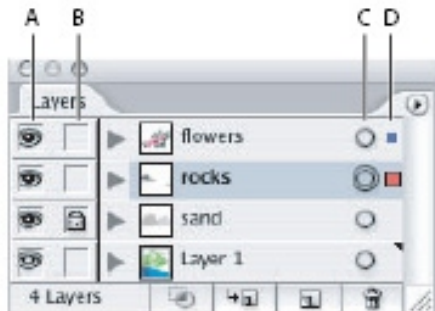 A B C D
Layers
flowers
rocks
sand
Layer 1
4 Layers